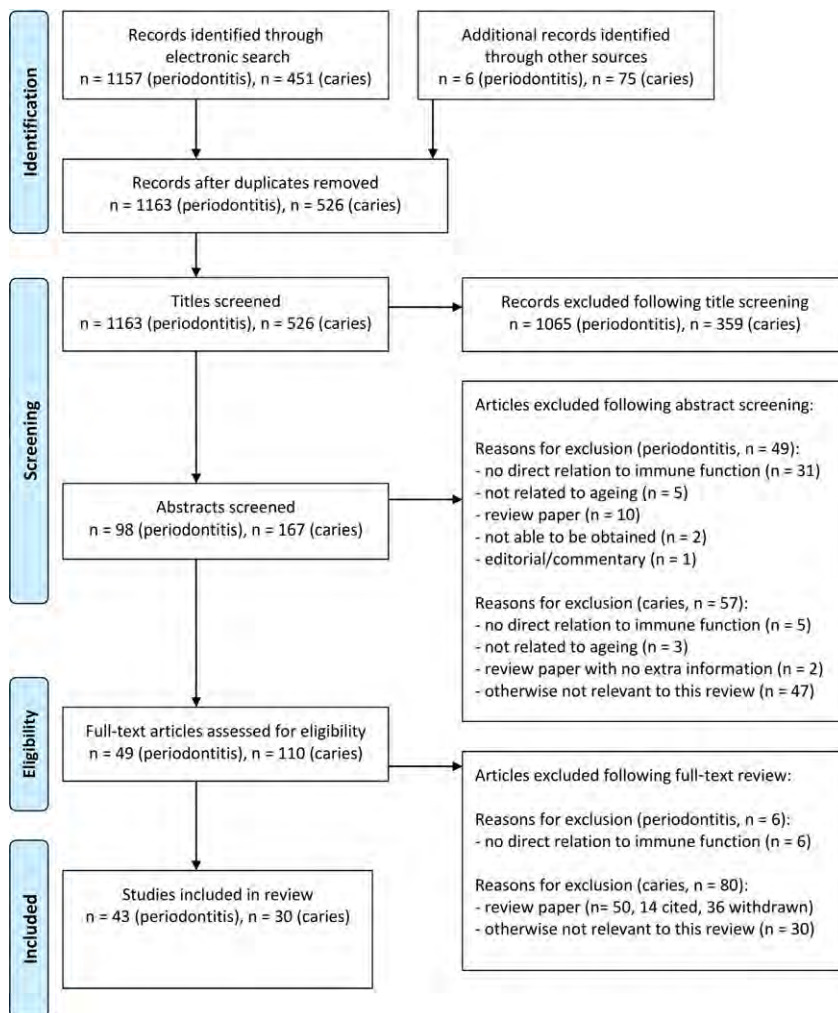 Identification
Records identified through
electronic search
n = 1157 (periodontitis), n = 451 (caries)
Additional records identified
through other sources
n = 6 (periodontitis), n = 75 (caries)
Records after duplicates removed
n = 1163 (periodontitis), n = 526 (caries)
Screening
Titles screened
n = 1163 (periodontitis), n = 526 (caries)
Records excluded following title screening
n = 1065 (periodontitis), n = 359 (caries)
Abstracts screened
n = 98 (periodontitis), n = 167 (caries)
Articles excluded following abstract screening:
Reasons for exclusion (periodontitis, n = 49):
- no direct relation to immune function (n = 31)
- not related to ageing (n = 5)
- review paper (n = 10)
- not able to be obtained (n = 2)
- editorial/commentary (n = 1)
Reasons for exclusion (caries, n = 57):
- no direct relation to immune function (n = 5)
- not related to ageing (n = 3)
- review paper with no extra information (n = 2)
- otherwise not relevant to this review (n = 47)
Eligibility
Full-text articles assessed for eligibility
n = 49 (periodontitis), n = 110 (caries)
Articles excluded following full-text review:
Reasons for exclusion (periodontitis, n = 6):
- no direct relation to immune function (n = 6)
Reasons for exclusion (caries, n = 80):
- review paper (n= 50, 14 cited, 36 withdrawn)
- otherwise not relevant to this review (n = 30)
Included
Studies included in review
n = 43 (periodontitis), n = 30 (caries)